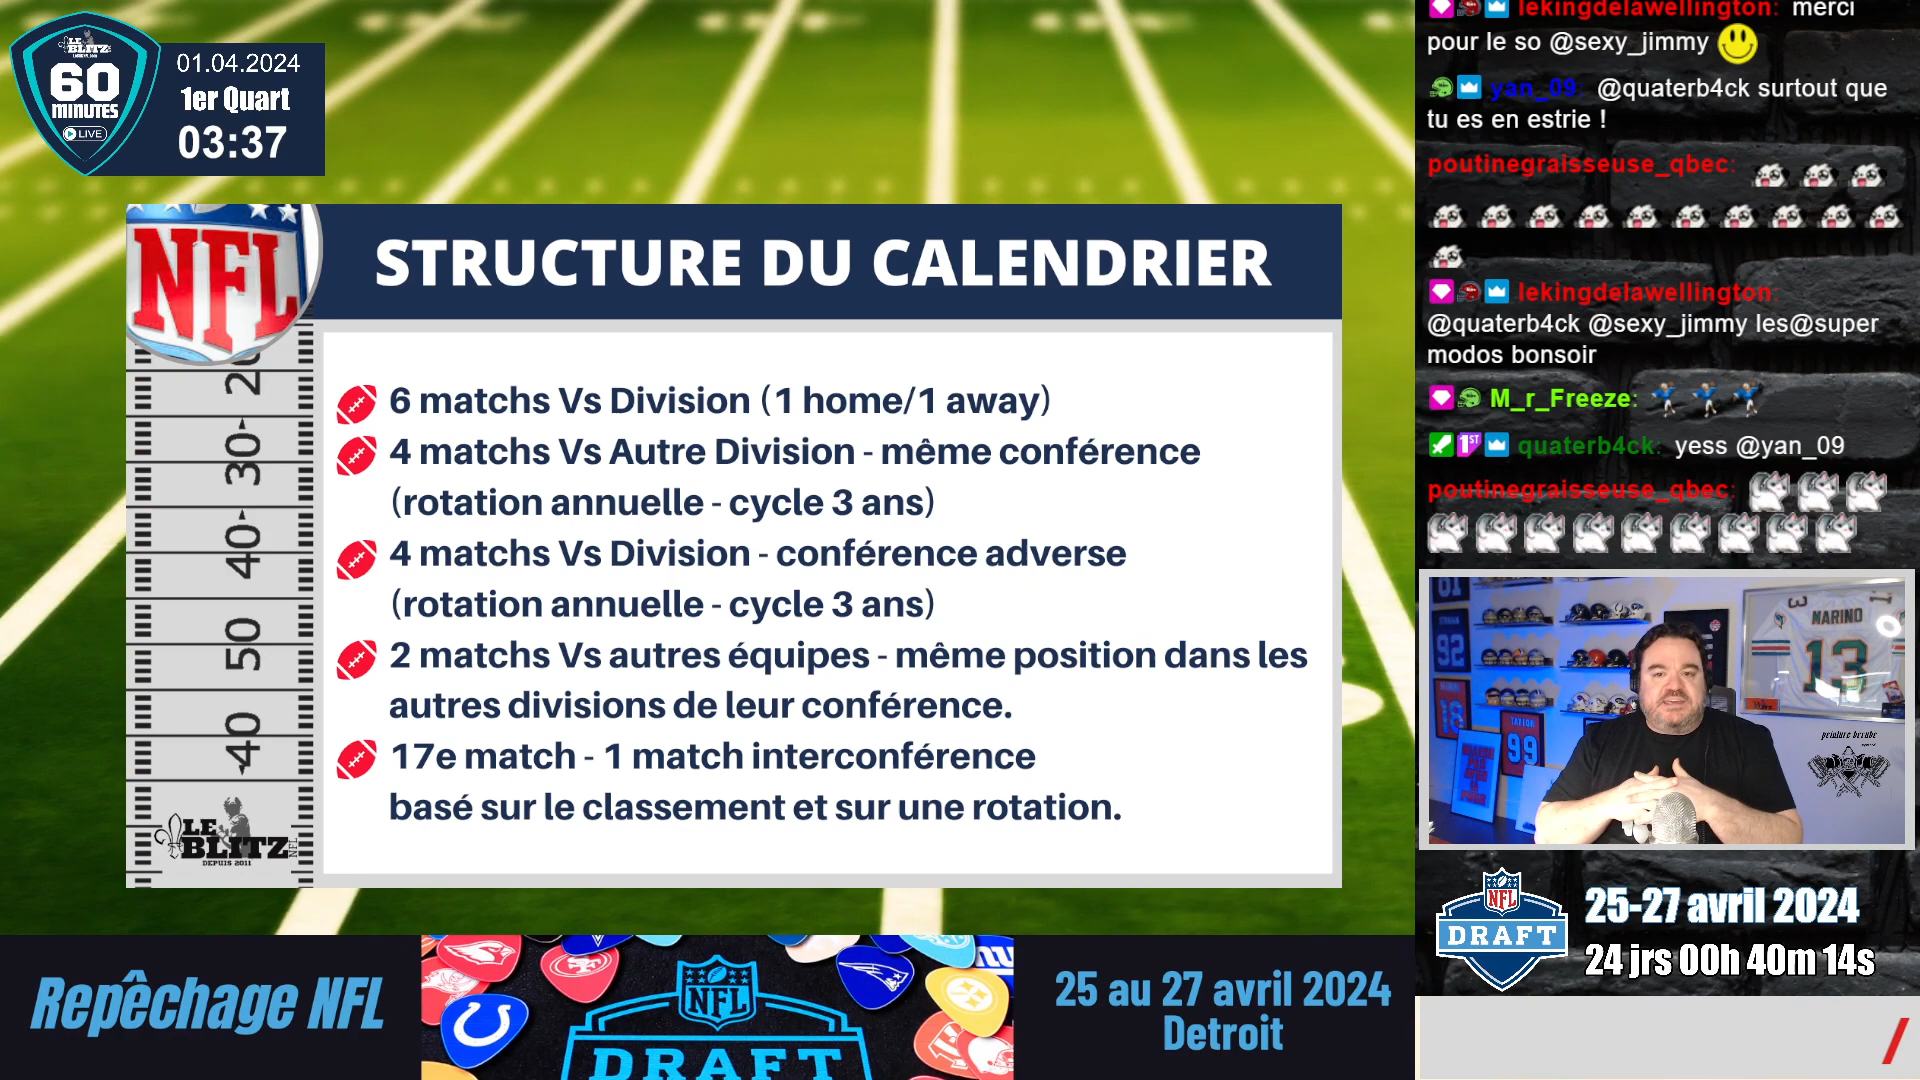 LE
BLITZ
60
MINUTES
LIVE
01.04.2024
1er Quart
03:37
NFL
STRUCTURE DU CALENDRIER
6 matchs Vs Division (1 home/1 away)
4 matchs Vs Autre Division - même conférence
(rotation annuelle - cycle 3 ans)
4 matchs Vs Division - conférence adverse
(rotation annuelle - cycle 3 ans)
2 matchs Vs autres équipes - même position dans les
autres divisions de leur conférence.
17e match - 1 match interconférence
basé sur le classement et sur une rotation.
20
30
40
50
40
LE
BLITZ
NFL
DEPUIS 2011
Repêchage NFL
NFL
DRAFT
25 au 27 avril 2024
Detroit
lekingdelawellington: merci
pour le so @sexy_jimmy
yan_09: @quaterb4ck surtout que
tu es en estrie !
poutinegraisseuse_qbec:
lekingdelawellington:
@quaterb4ck @sexy_jimmy les@super
modos bonsoir
M_r_Freeze:
1ST quaterb4ck: yess @yan_09
poutinegraisseuse_qbec:
92
18
TAYLOR
99
MARINO
13
peinture berube
NFL
DRAFT
25-27 avril 2024
24 jrs 00h 40m 14s
/